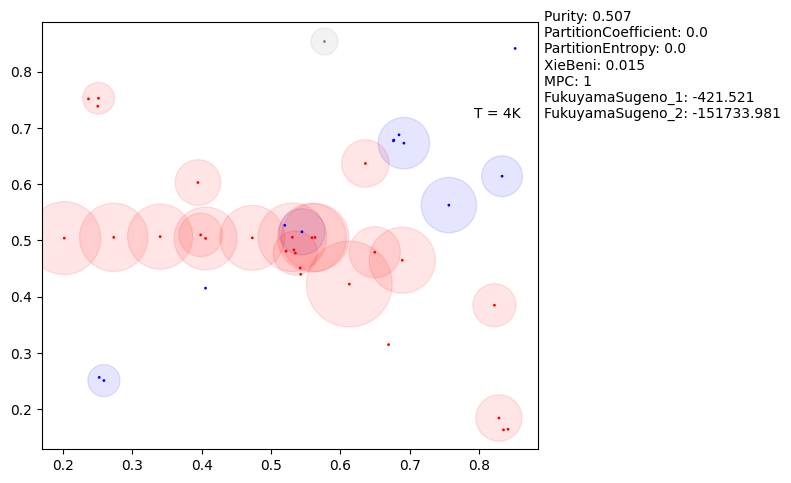 Purity: 0.507
PartitionCoefficient: 0.0
PartitionEntropy: 0.0
XieBeni: 0.015
MPC: 1
FukuyamaSugeno_1: -421.521
FukuyamaSugeno_2: -151733.981
T = 4K
0.8
0.7
0.6
0.5
0.4
0.3
0.2
0.2 0.3 0.4 0.5 0.6 0.7 0.8